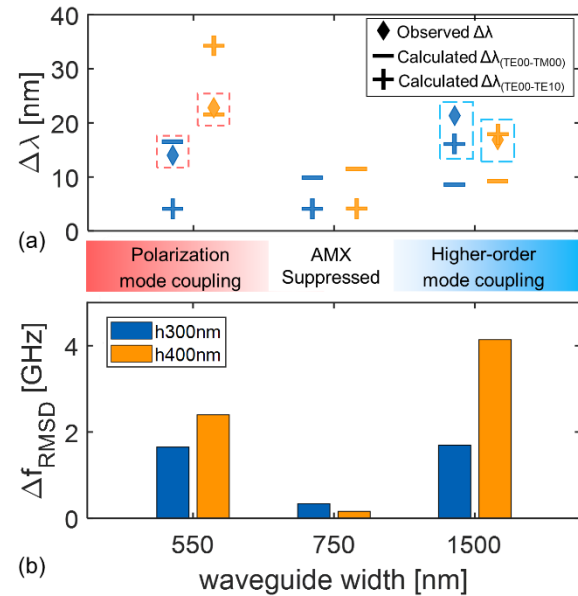 (a)
Δλ [nm]
40
30
20
10
0
Observed Δλ
Calculated Δλ(TE00-TM00)
Calculated Δλ(TE00-TE10)
Polarization
mode coupling
AMX
Suppressed
Higher-order
mode coupling
(b)
ΔfRMSD [GHz]
4
2
0
h300nm
h400nm
550
750
1500
waveguide width [nm]